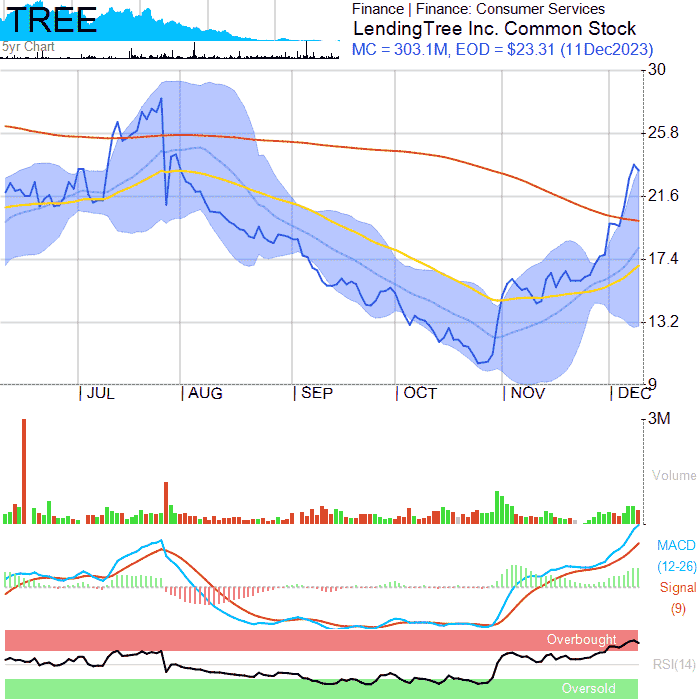 TREE
5yr Chart
Finance | Finance: Consumer Services
LendingTree Inc. Common Stock
MC = 303.1M, EOD = $23.31 (11Dec2023)
30
25.8
21.6
17.4
13.2
9
JUL AUG SEP OCT NOV DEC
3M
Volume
MACD
(12-26)
Signal
(9)
Overbought
RSI(14)
Oversold